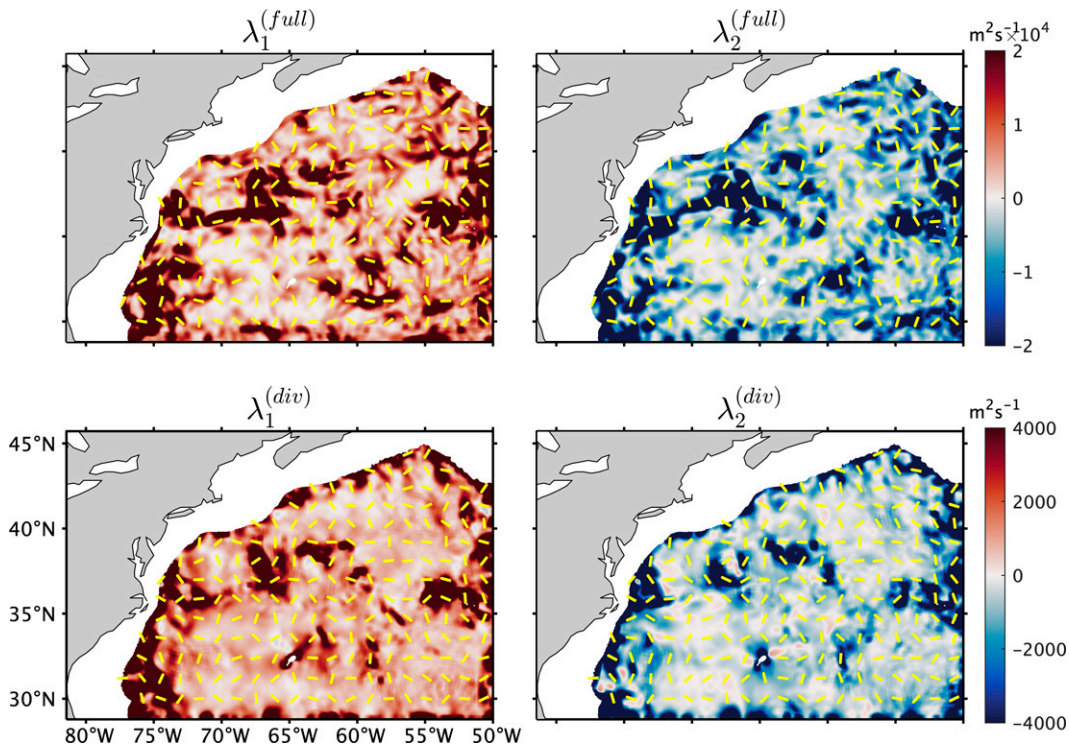 λ₁^(full) λ₂^(full)
m²s⁻¹×10⁴
2
1
0
−1
−2
λ₁^(div) λ₂^(div)
m²s⁻¹
4000
2000
0
−2000
−4000
45°N
40°N
35°N
30°N
80°W 75°W 70°W 65°W 60°W 55°W 50°W